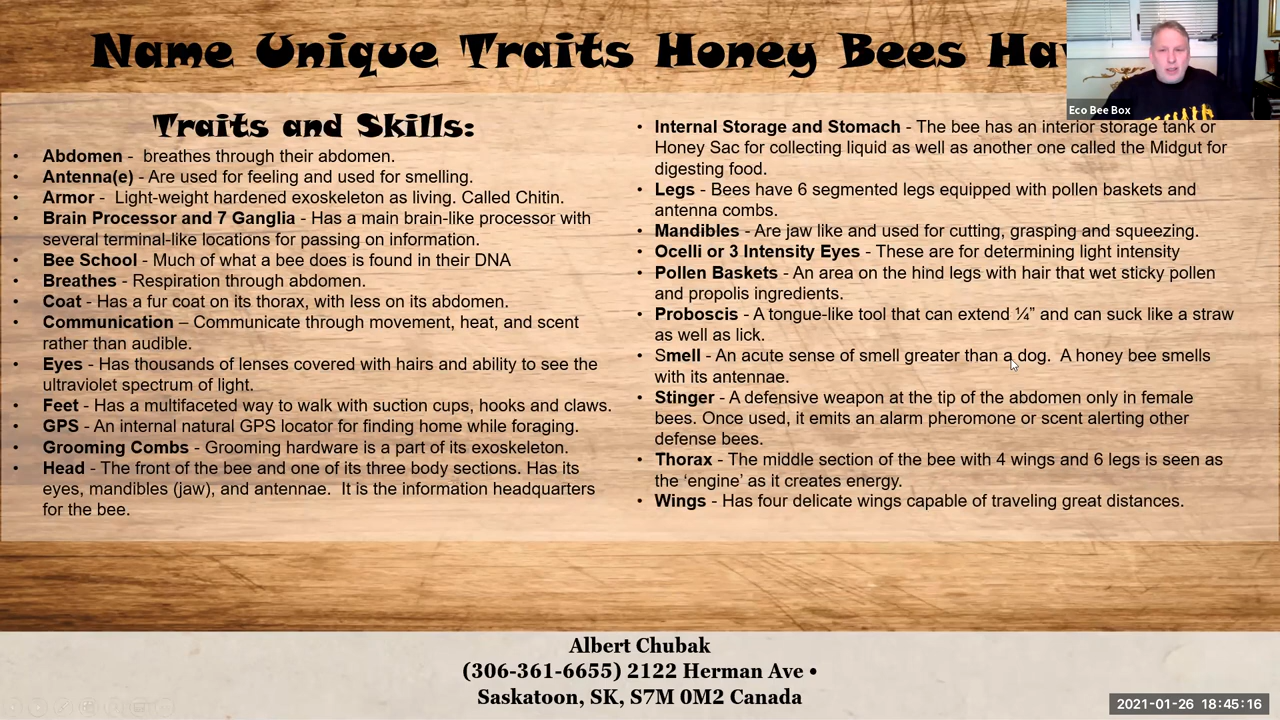 Name Unique Traits Honey Bees Ha
Eco Bee Box
Traits and Skills:
• Abdomen - breathes through their abdomen.
• Antenna(e) - Are used for feeling and used for smelling.
• Armor - Light-weight hardened exoskeleton as living. Called Chitin.
• Brain Processor and 7 Ganglia - Has a main brain-like processor with
several terminal-like locations for passing on information.
• Bee School - Much of what a bee does is found in their DNA
• Breathes - Respiration through abdomen.
• Coat - Has a fur coat on its thorax, with less on its abdomen.
• Communication – Communicate through movement, heat, and scent
rather than audible.
• Eyes - Has thousands of lenses covered with hairs and ability to see the
ultraviolet spectrum of light.
• Feet - Has a multifaceted way to walk with suction cups, hooks and claws.
• GPS - An internal natural GPS locator for finding home while foraging.
• Grooming Combs - Grooming hardware is a part of its exoskeleton.
• Head - The front of the bee and one of its three body sections. Has its
eyes, mandibles (jaw), and antennae. It is the information headquarters
for the bee.
• Internal Storage and Stomach - The bee has an interior storage tank or
Honey Sac for collecting liquid as well as another one called the Midgut for
digesting food.
• Legs - Bees have 6 segmented legs equipped with pollen baskets and
antenna combs.
• Mandibles - Are jaw like and used for cutting, grasping and squeezing.
• Ocelli or 3 Intensity Eyes - These are for determining light intensity
• Pollen Baskets - An area on the hind legs with hair that wet sticky pollen
and propolis ingredients.
• Proboscis - A tongue-like tool that can extend ¼” and can suck like a straw
as well as lick.
• Smell - An acute sense of smell greater than a dog. A honey bee smells
with its antennae.
• Stinger - A defensive weapon at the tip of the abdomen only in female
bees. Once used, it emits an alarm pheromone or scent alerting other
defense bees.
• Thorax - The middle section of the bee with 4 wings and 6 legs is seen as
the ‘engine’ as it creates energy.
• Wings - Has four delicate wings capable of traveling great distances.
Albert Chubak
(306-361-6655) 2122 Herman Ave •
Saskatoon, SK, S7M 0M2 Canada
2021-01-26 18:45:16